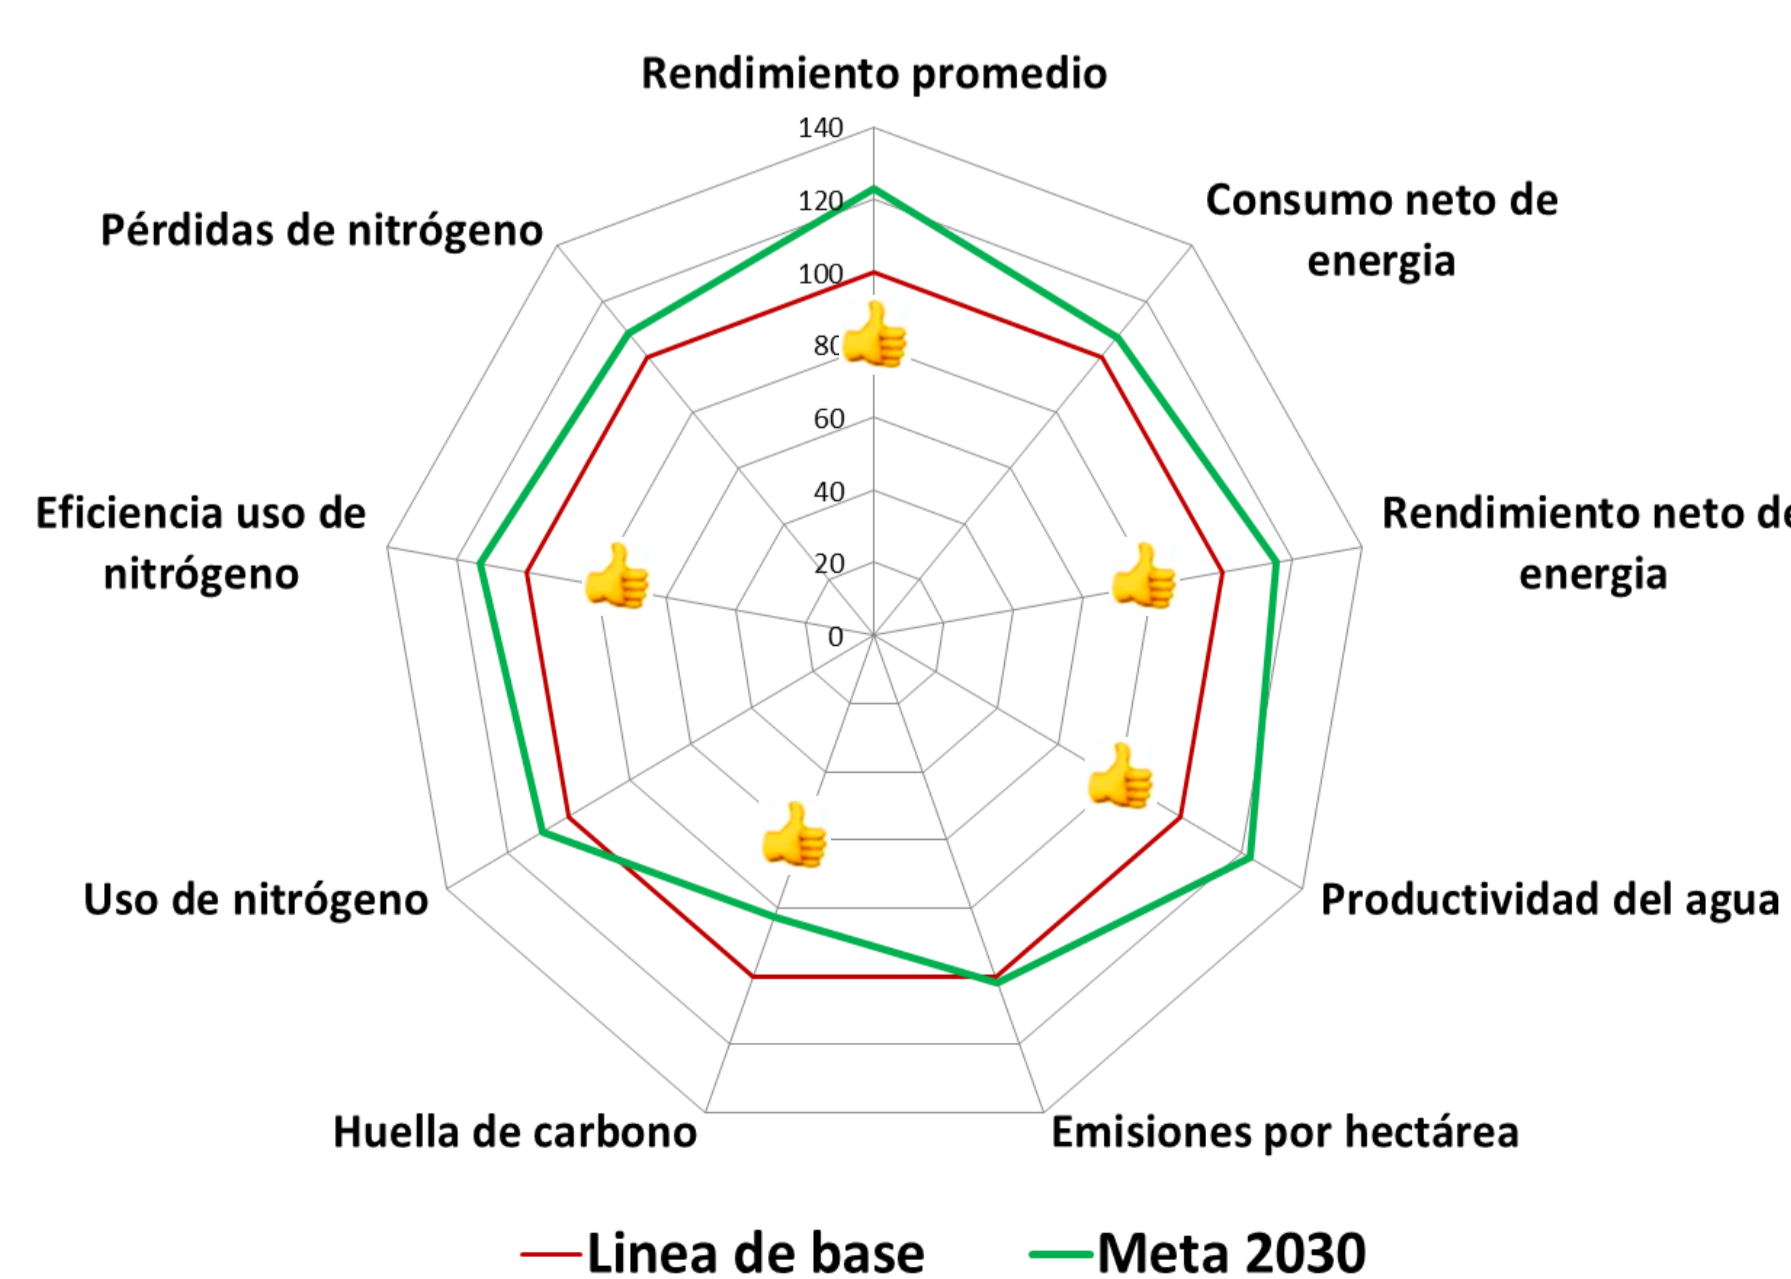 Rendimiento promedio
140
120
100
80
60
40
20
0
Consumo neto de
energia
Rendimiento neto de
energia
Productividad del agua
Emisiones por hectárea
Huella de carbono
Uso de nitrógeno
Eficiencia uso de
nitrógeno
Pérdidas de nitrógeno
Linea de base
Meta 2030